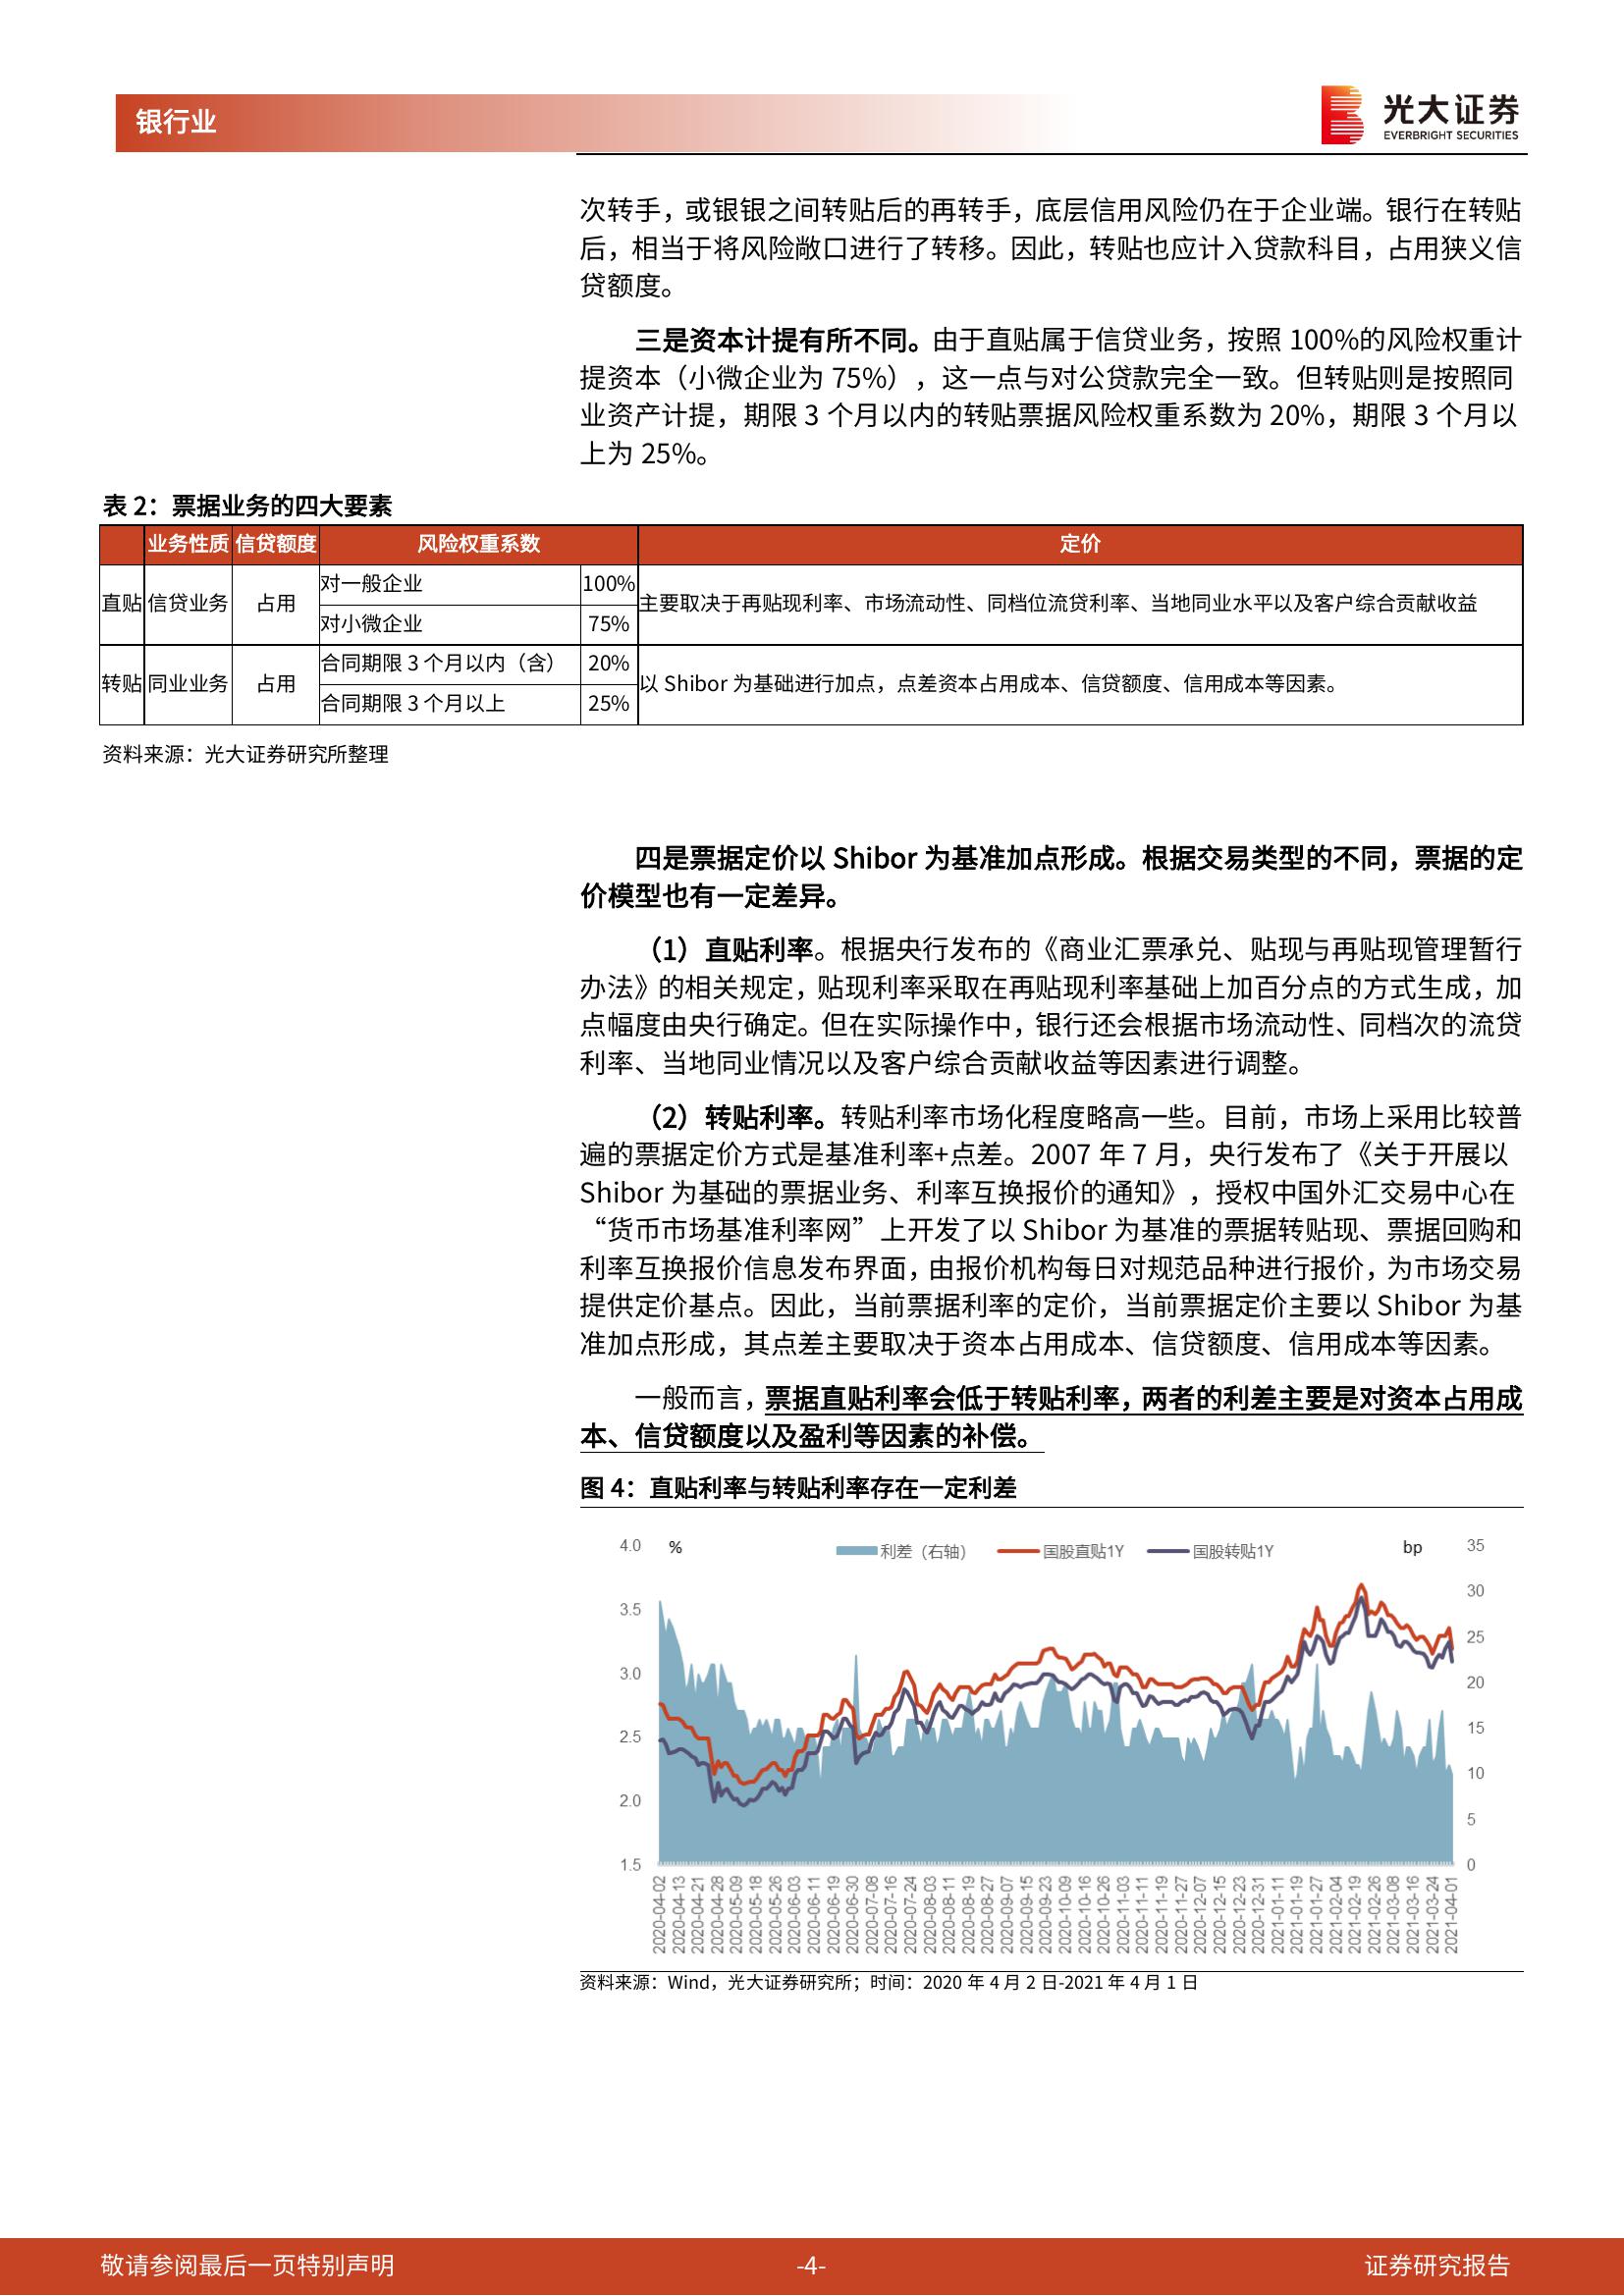 银行业
光大证券
EVERBRIGHT SECURITIES
次转手，或银银之间转贴后的再转手，底层信用风险仍在于企业端。银行在转贴
后，相当于将风险敞口进行了转移。因此，转贴也应计入贷款科目，占用狭义信
贷额度。
三是资本计提有所不同。由于直贴属于信贷业务，按照 100%的风险权重计
提资本（小微企业为 75%），这一点与对公贷款完全一致。但转贴则是按照同
业资产计提，期限 3 个月以内的转贴票据风险权重系数为 20%，期限 3 个月以
上为 25%。
表 2：票据业务的四大要素
业务性质 信贷额度 风险权重系数 定价
直贴 信贷业务 占用 对一般企业 100% 主要取决于再贴现利率、市场流动性、同档位流贷利率、当地同业水平以及客户综合贡献收益
对小微企业 75%
转贴 同业业务 占用 合同期限 3 个月以内（含） 20% 以 Shibor 为基础进行加点，点差资本占用成本、信贷额度、信用成本等因素。
合同期限 3 个月以上 25%
资料来源：光大证券研究所整理
四是票据定价以 Shibor 为基准加点形成。根据交易类型的不同，票据的定
价模型也有一定差异。
（1）直贴利率。根据央行发布的《商业汇票承兑、贴现与再贴现管理暂行
办法》的相关规定，贴现利率采取在再贴现利率基础上加百分点的方式生成，加
点幅度由央行确定。但在实际操作中，银行还会根据市场流动性、同档次的流贷
利率、当地同业情况以及客户综合贡献收益等因素进行调整。
（2）转贴利率。转贴利率市场化程度略高一些。目前，市场上采用比较普
遍的票据定价方式是基准利率+点差。2007 年 7 月，央行发布了《关于开展以
Shibor 为基础的票据业务、利率互换报价的通知》，授权中国外汇交易中心在
“货币市场基准利率网”上开发了以 Shibor 为基准的票据转贴现、票据回购和
利率互换报价信息发布界面，由报价机构每日对规范品种进行报价，为市场交易
提供定价基点。因此，当前票据利率的定价，当前票据定价主要以 Shibor 为基
准加点形成，其点差主要取决于资本占用成本、信贷额度、信用成本等因素。
一般而言，票据直贴利率会低于转贴利率，两者的利差主要是对资本占用成
本、信贷额度以及盈利等因素的补偿。
图 4：直贴利率与转贴利率存在一定利差
% 利差（右轴） 国股直贴1Y 国股转贴1Y bp
4.0
3.5
3.0
2.5
2.0
1.5
35
30
25
20
15
10
5
0
2020-04-02
2020-04-13
2020-04-21
2020-04-28
2020-05-09
2020-05-18
2020-05-26
2020-06-03
2020-06-11
2020-06-19
2020-06-30
2020-07-08
2020-07-16
2020-07-24
2020-08-03
2020-08-11
2020-08-19
2020-08-27
2020-09-07
2020-09-15
2020-09-23
2020-10-09
2020-10-16
2020-10-26
2020-11-03
2020-11-11
2020-11-19
2020-11-27
2020-12-07
2020-12-15
2020-12-23
2020-12-31
2021-01-11
2021-01-19
2021-01-27
2021-02-04
2021-02-19
2021-02-26
2021-03-08
2021-03-16
2021-03-24
2021-04-01
资料来源：Wind，光大证券研究所；时间：2020 年 4 月 2 日-2021 年 4 月 1 日
敬请参阅最后一页特别声明
-4-
证券研究报告